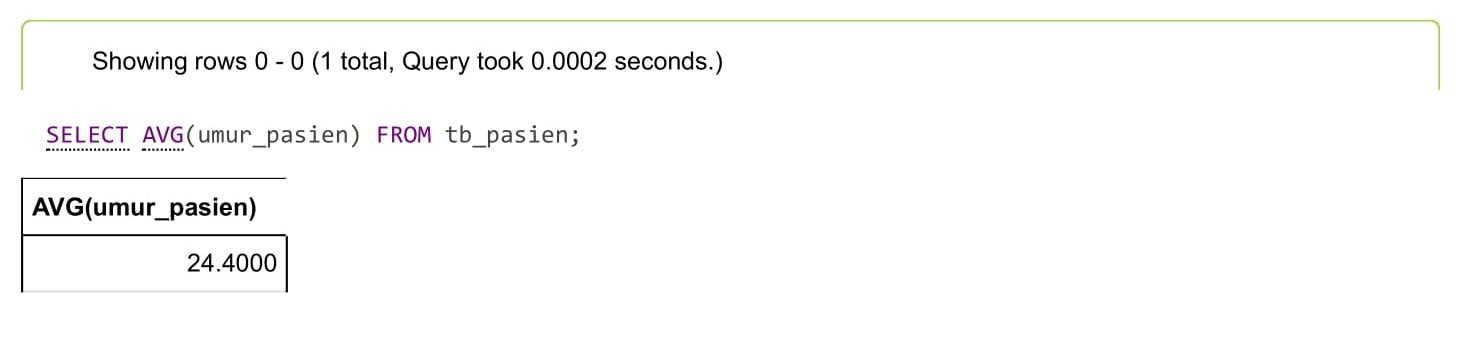 Showing rows 0 - 0 (1 total, Query took 0.0002 seconds.)
SELECT AVG(umur_pasien) FROM tb_pasien;
AVG(umur_pasien)
24.4000